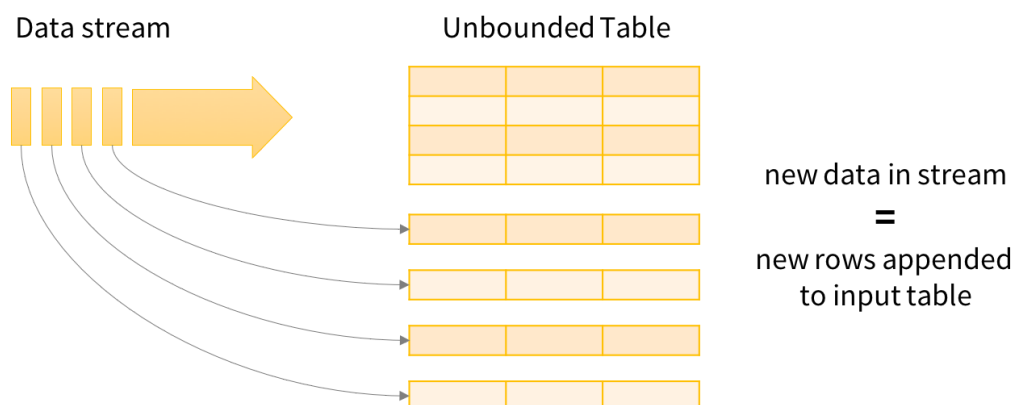 Data stream
Unbounded Table
new data in stream
=
new rows appended
to input table